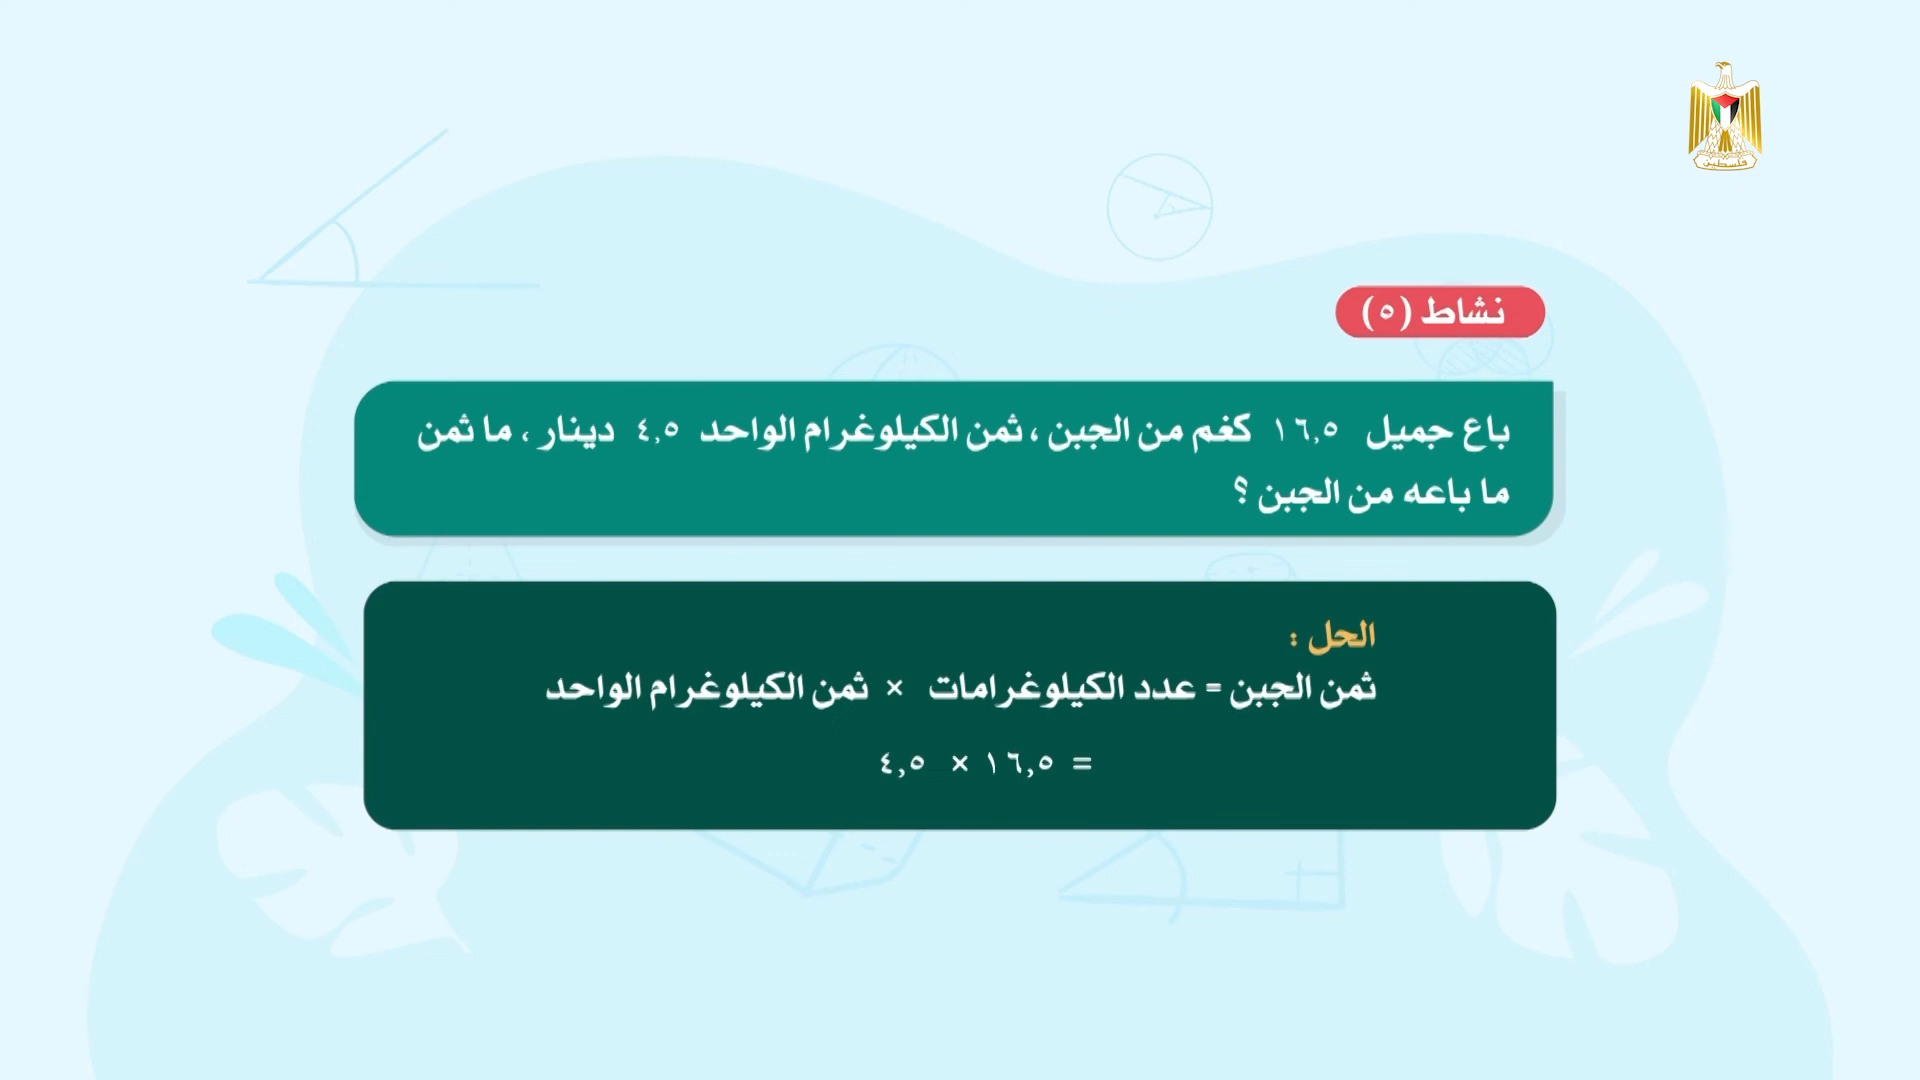 فلسطين
نشاط (٥)
باع جميل ١٦,٥ كغم من الجبن ، ثمن الكيلوغرام الواحد ٤,٥ دينار ، ما ثمن
ما باعه من الجبن ؟
الحل :
ثمن الجبن = عدد الكيلوغرامات × ثمن الكيلوغرام الواحد
= ١٦,٥ × ٤,٥